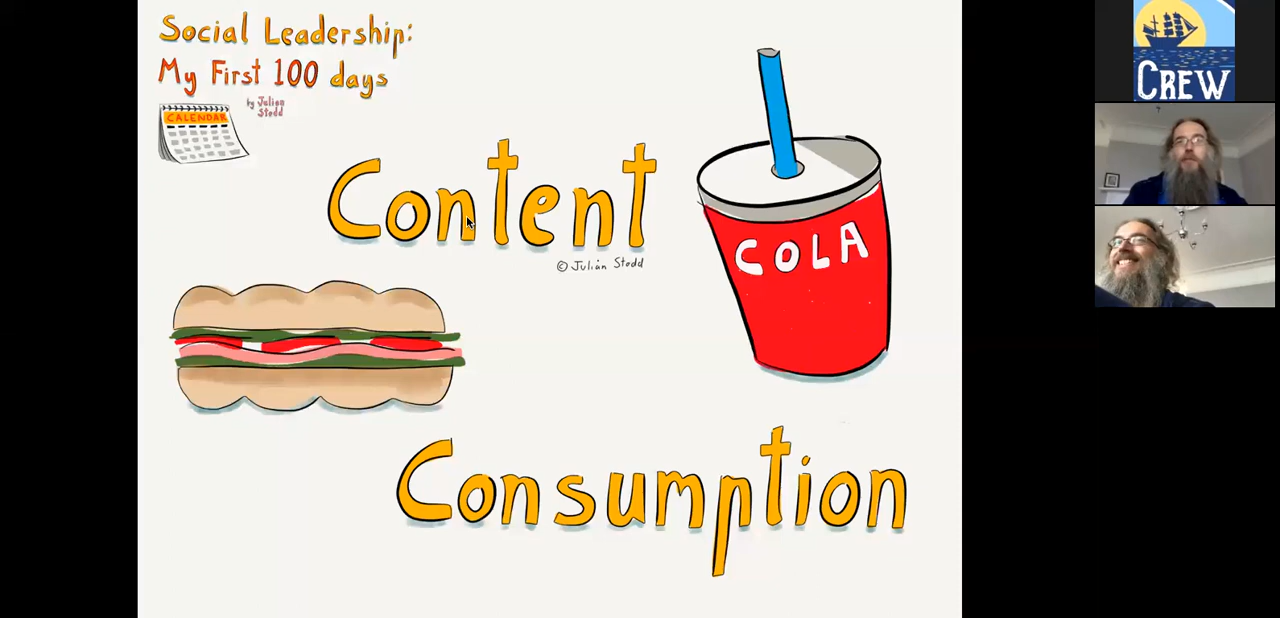 Social Leadership:
My First 100 days
by Julian
Stodd
CALENDAR
Content
© Julian Stodd
COLA
Consumption
CREW